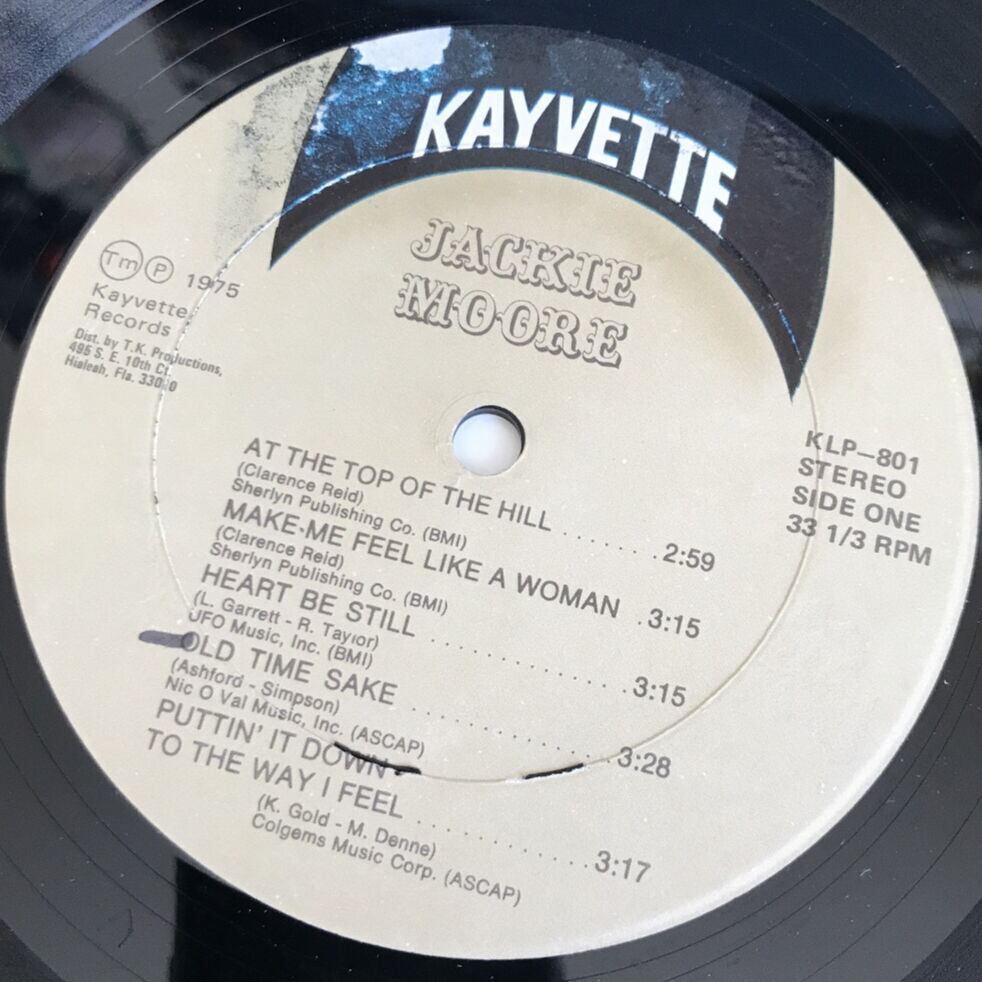 KAYVETTE
JACKIE
MOORE
Tm P 1975
Kayvette
Records
Dist. by T.K. Productions,
495 S. E. 10th Ct.
Hialeah, Fla.
KLP-801
STEREO
SIDE ONE
33 1/3 RPM
AT THE TOP OF THE HILL . . . . . . . . 2:59
(Clarence Reid)
Sherlyn Publishing Co. (BMI)
MAKE ME FEEL LIKE A WOMAN . 3:15
(Clarence Reid)
Sherlyn Publishing Co. (BMI)
HEART BE STILL . . . . . . . . . . . . . . . . 3:15
(L. Garrett - R. Taylor)
UFO Music, Inc. (BMI)
OLD TIME SAKE . . . . . . . . . . . . . . . . 3:28
(Ashford - Simpson)
Nic O Val Music, Inc. (ASCAP)
PUTTIN' IT DOWN
TO THE WAY I FEEL . . . . . . . . . . . . . 3:17
(K. Gold - M. Denne)
Colgems Music Corp. (ASCAP)